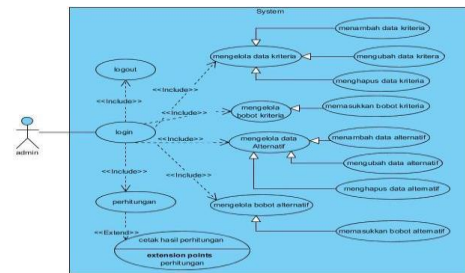 System
menambah data kriteria
mengelola data kriteria
mengubah data kritera
logout
menghapus data kriteria
<<Include>>
<<Include>>
mengelola
bobot kriteria
memasukkan bobot kriteria
<<Include>>
login
<<Include>>
mengelola data
Alternatif
menambah data alternatif
admin
mengubah data alternatif
<<Include>>
<<Include>>
menghapus data alternatif
perhitungan
mengelola bobot alternatif
<<Extend>>
memasukkan bobot alternatif
cetak hasil perhitungan
extension points
perhitungan